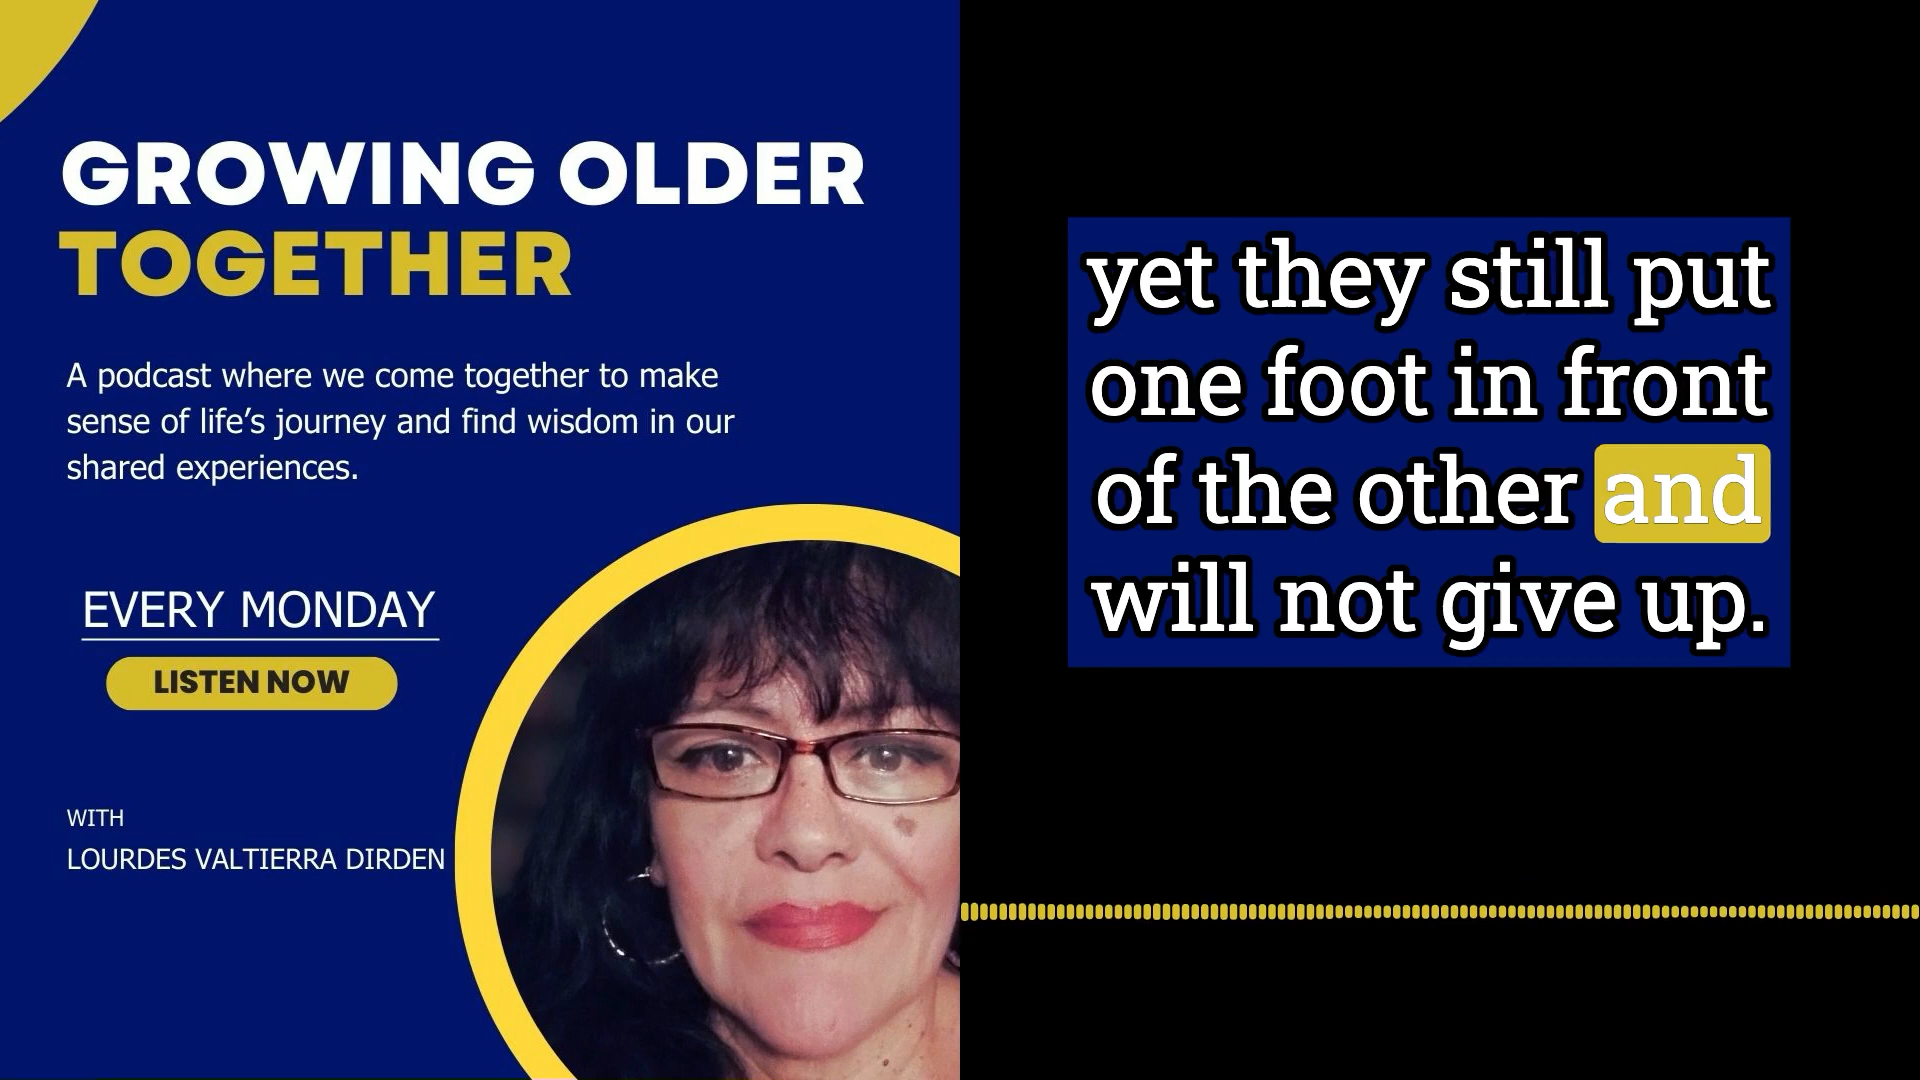 GROWING OLDER
TOGETHER
A podcast where we come together to make
sense of life’s journey and find wisdom in our
shared experiences.
EVERY MONDAY
LISTEN NOW
WITH
LOURDES VALTIERRA DIRDEN
yet they still put
one foot in front
of the other and
will not give up.